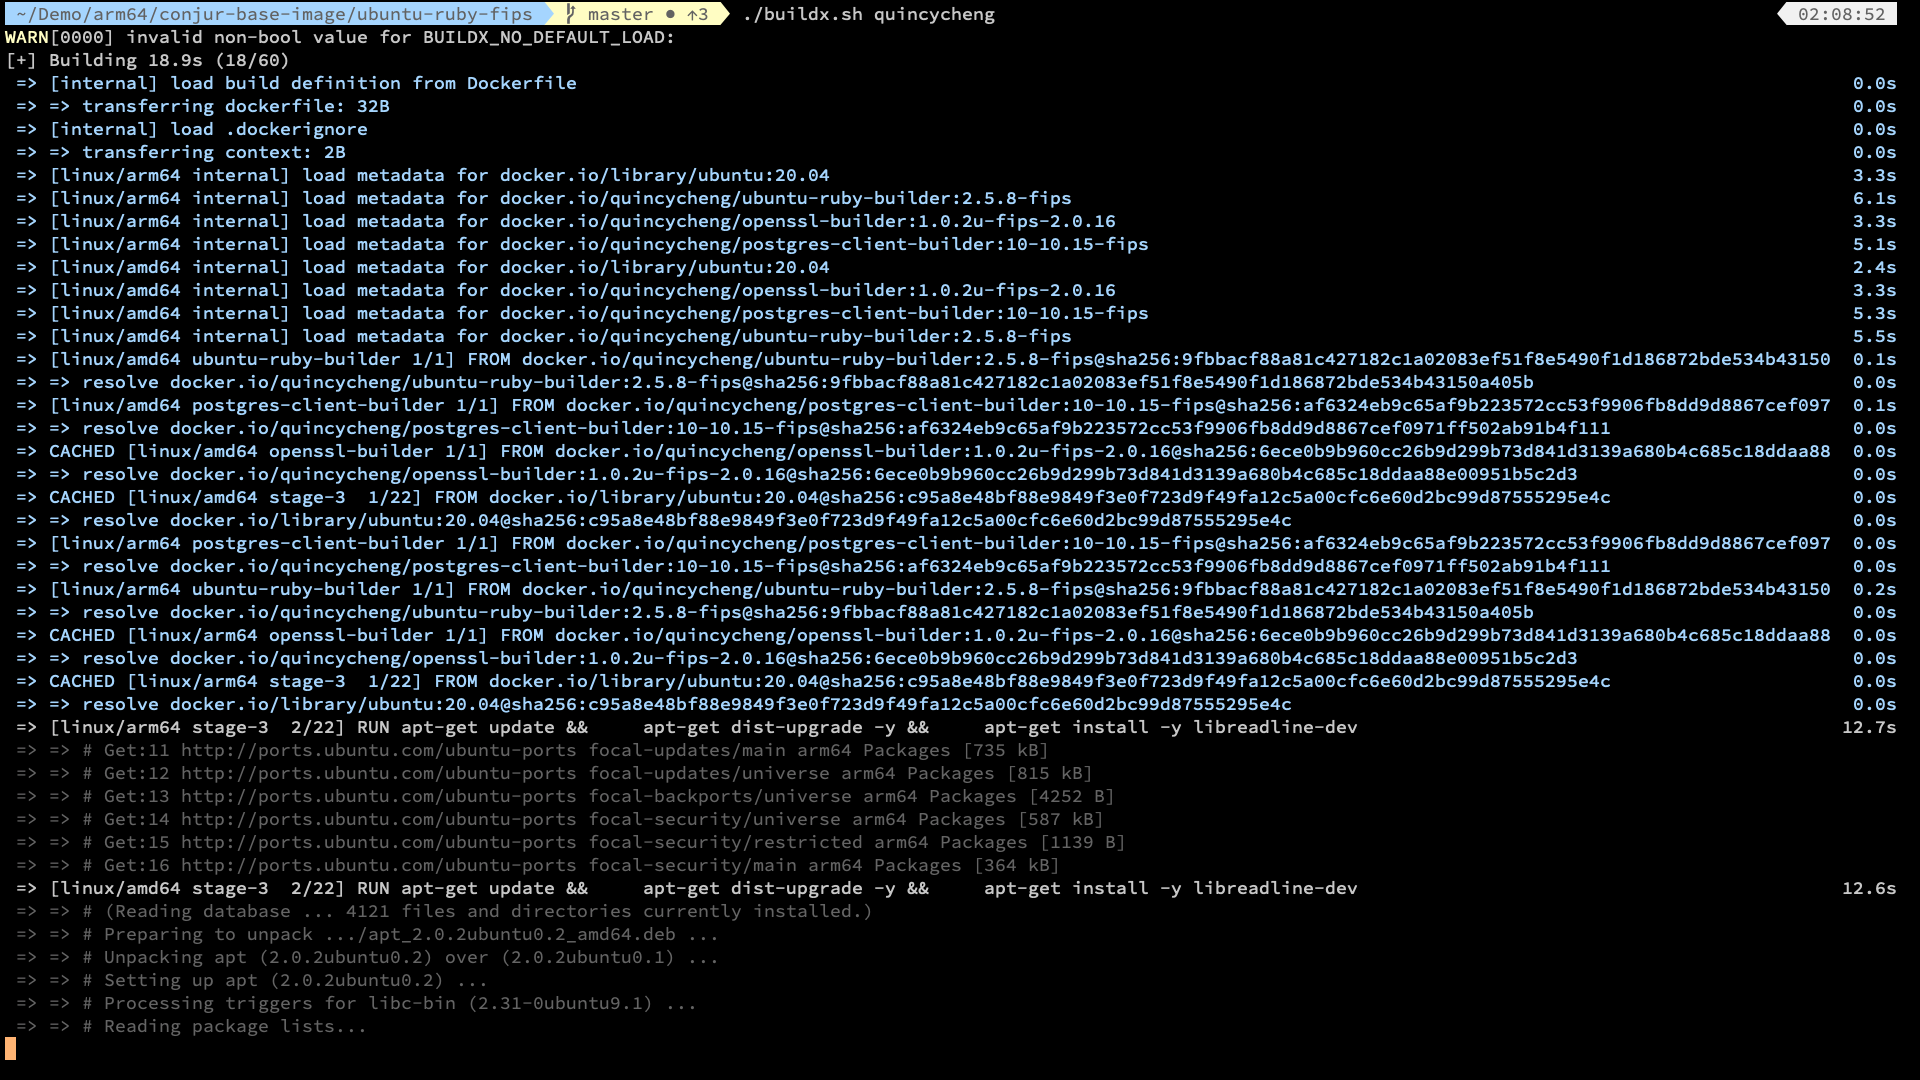 ~/Demo/arm64/conjur-base-image/ubuntu-ruby-fips master ● ↑3 ./buildx.sh quincycheng 02:08:52
WARN[0000] invalid non-bool value for BUILDX_NO_DEFAULT_LOAD:
[+] Building 18.9s (18/60)
=> [internal] load build definition from Dockerfile 0.0s
=> => transferring dockerfile: 32B 0.0s
=> [internal] load .dockerignore 0.0s
=> => transferring context: 2B 0.0s
=> [linux/arm64 internal] load metadata for docker.io/library/ubuntu:20.04 3.3s
=> [linux/arm64 internal] load metadata for docker.io/quincycheng/ubuntu-ruby-builder:2.5.8-fips 6.1s
=> [linux/arm64 internal] load metadata for docker.io/quincycheng/openssl-builder:1.0.2u-fips-2.0.16 3.3s
=> [linux/arm64 internal] load metadata for docker.io/quincycheng/postgres-client-builder:10-10.15-fips 5.1s
=> [linux/amd64 internal] load metadata for docker.io/library/ubuntu:20.04 2.4s
=> [linux/amd64 internal] load metadata for docker.io/quincycheng/openssl-builder:1.0.2u-fips-2.0.16 3.3s
=> [linux/amd64 internal] load metadata for docker.io/quincycheng/postgres-client-builder:10-10.15-fips 5.3s
=> [linux/amd64 internal] load metadata for docker.io/quincycheng/ubuntu-ruby-builder:2.5.8-fips 5.5s
=> [linux/amd64 ubuntu-ruby-builder 1/1] FROM docker.io/quincycheng/ubuntu-ruby-builder:2.5.8-fips@sha256:9fbbacf88a81c427182c1a02083ef51f8e5490f1d186872bde534b43150 0.1s
=> => resolve docker.io/quincycheng/ubuntu-ruby-builder:2.5.8-fips@sha256:9fbbacf88a81c427182c1a02083ef51f8e5490f1d186872bde534b43150a405b 0.0s
=> [linux/amd64 postgres-client-builder 1/1] FROM docker.io/quincycheng/postgres-client-builder:10-10.15-fips@sha256:af6324eb9c65af9b223572cc53f9906fb8dd9d8867cef097 0.1s
=> => resolve docker.io/quincycheng/postgres-client-builder:10-10.15-fips@sha256:af6324eb9c65af9b223572cc53f9906fb8dd9d8867cef0971ff502ab91b4f111 0.0s
=> CACHED [linux/amd64 openssl-builder 1/1] FROM docker.io/quincycheng/openssl-builder:1.0.2u-fips-2.0.16@sha256:6ece0b9b960cc26b9d299b73d841d3139a680b4c685c18ddaa88 0.0s
=> => resolve docker.io/quincycheng/openssl-builder:1.0.2u-fips-2.0.16@sha256:6ece0b9b960cc26b9d299b73d841d3139a680b4c685c18ddaa88e00951b5c2d3 0.0s
=> CACHED [linux/amd64 stage-3 1/22] FROM docker.io/library/ubuntu:20.04@sha256:c95a8e48bf88e9849f3e0f723d9f49fa12c5a00cfc6e60d2bc99d87555295e4c 0.0s
=> => resolve docker.io/library/ubuntu:20.04@sha256:c95a8e48bf88e9849f3e0f723d9f49fa12c5a00cfc6e60d2bc99d87555295e4c 0.0s
=> [linux/arm64 postgres-client-builder 1/1] FROM docker.io/quincycheng/postgres-client-builder:10-10.15-fips@sha256:af6324eb9c65af9b223572cc53f9906fb8dd9d8867cef097 0.0s
=> => resolve docker.io/quincycheng/postgres-client-builder:10-10.15-fips@sha256:af6324eb9c65af9b223572cc53f9906fb8dd9d8867cef0971ff502ab91b4f111 0.0s
=> [linux/arm64 ubuntu-ruby-builder 1/1] FROM docker.io/quincycheng/ubuntu-ruby-builder:2.5.8-fips@sha256:9fbbacf88a81c427182c1a02083ef51f8e5490f1d186872bde534b43150 0.2s
=> => resolve docker.io/quincycheng/ubuntu-ruby-builder:2.5.8-fips@sha256:9fbbacf88a81c427182c1a02083ef51f8e5490f1d186872bde534b43150a405b 0.0s
=> CACHED [linux/arm64 openssl-builder 1/1] FROM docker.io/quincycheng/openssl-builder:1.0.2u-fips-2.0.16@sha256:6ece0b9b960cc26b9d299b73d841d3139a680b4c685c18ddaa88 0.0s
=> => resolve docker.io/quincycheng/openssl-builder:1.0.2u-fips-2.0.16@sha256:6ece0b9b960cc26b9d299b73d841d3139a680b4c685c18ddaa88e00951b5c2d3 0.0s
=> CACHED [linux/arm64 stage-3 1/22] FROM docker.io/library/ubuntu:20.04@sha256:c95a8e48bf88e9849f3e0f723d9f49fa12c5a00cfc6e60d2bc99d87555295e4c 0.0s
=> => resolve docker.io/library/ubuntu:20.04@sha256:c95a8e48bf88e9849f3e0f723d9f49fa12c5a00cfc6e60d2bc99d87555295e4c 0.0s
=> [linux/arm64 stage-3 2/22] RUN apt-get update && apt-get dist-upgrade -y && apt-get install -y libreadline-dev 12.7s
=> => # Get:11 http://ports.ubuntu.com/ubuntu-ports focal-updates/main arm64 Packages [735 kB]
=> => # Get:12 http://ports.ubuntu.com/ubuntu-ports focal-updates/universe arm64 Packages [815 kB]
=> => # Get:13 http://ports.ubuntu.com/ubuntu-ports focal-backports/universe arm64 Packages [4252 B]
=> => # Get:14 http://ports.ubuntu.com/ubuntu-ports focal-security/universe arm64 Packages [587 kB]
=> => # Get:15 http://ports.ubuntu.com/ubuntu-ports focal-security/restricted arm64 Packages [1139 B]
=> => # Get:16 http://ports.ubuntu.com/ubuntu-ports focal-security/main arm64 Packages [364 kB]
=> [linux/amd64 stage-3 2/22] RUN apt-get update && apt-get dist-upgrade -y && apt-get install -y libreadline-dev 12.6s
=> => # (Reading database ... 4121 files and directories currently installed.)
=> => # Preparing to unpack .../apt_2.0.2ubuntu0.2_amd64.deb ...
=> => # Unpacking apt (2.0.2ubuntu0.2) over (2.0.2ubuntu0.1) ...
=> => # Setting up apt (2.0.2ubuntu0.2) ...
=> => # Processing triggers for libc-bin (2.31-0ubuntu9.1) ...
=> => # Reading package lists...